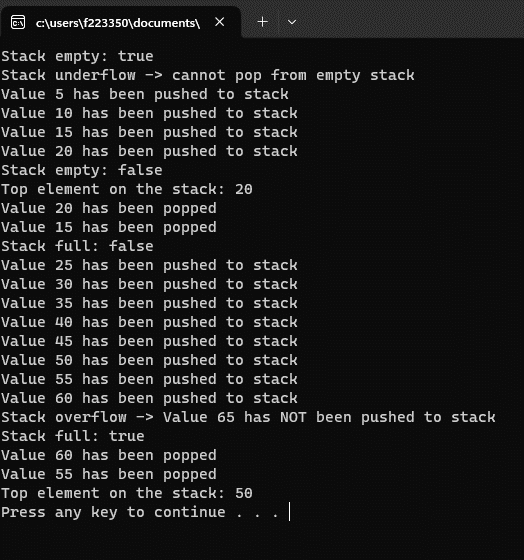 c:\users\f223350\documents\
Stack empty: true
Stack underflow -> cannot pop from empty stack
Value 5 has been pushed to stack
Value 10 has been pushed to stack
Value 15 has been pushed to stack
Value 20 has been pushed to stack
Stack empty: false
Top element on the stack: 20
Value 20 has been popped
Value 15 has been popped
Stack full: false
Value 25 has been pushed to stack
Value 30 has been pushed to stack
Value 35 has been pushed to stack
Value 40 has been pushed to stack
Value 45 has been pushed to stack
Value 50 has been pushed to stack
Value 55 has been pushed to stack
Value 60 has been pushed to stack
Stack overflow -> Value 65 has NOT been pushed to stack
Stack full: true
Value 60 has been popped
Value 55 has been popped
Top element on the stack: 50
Press any key to continue . . .